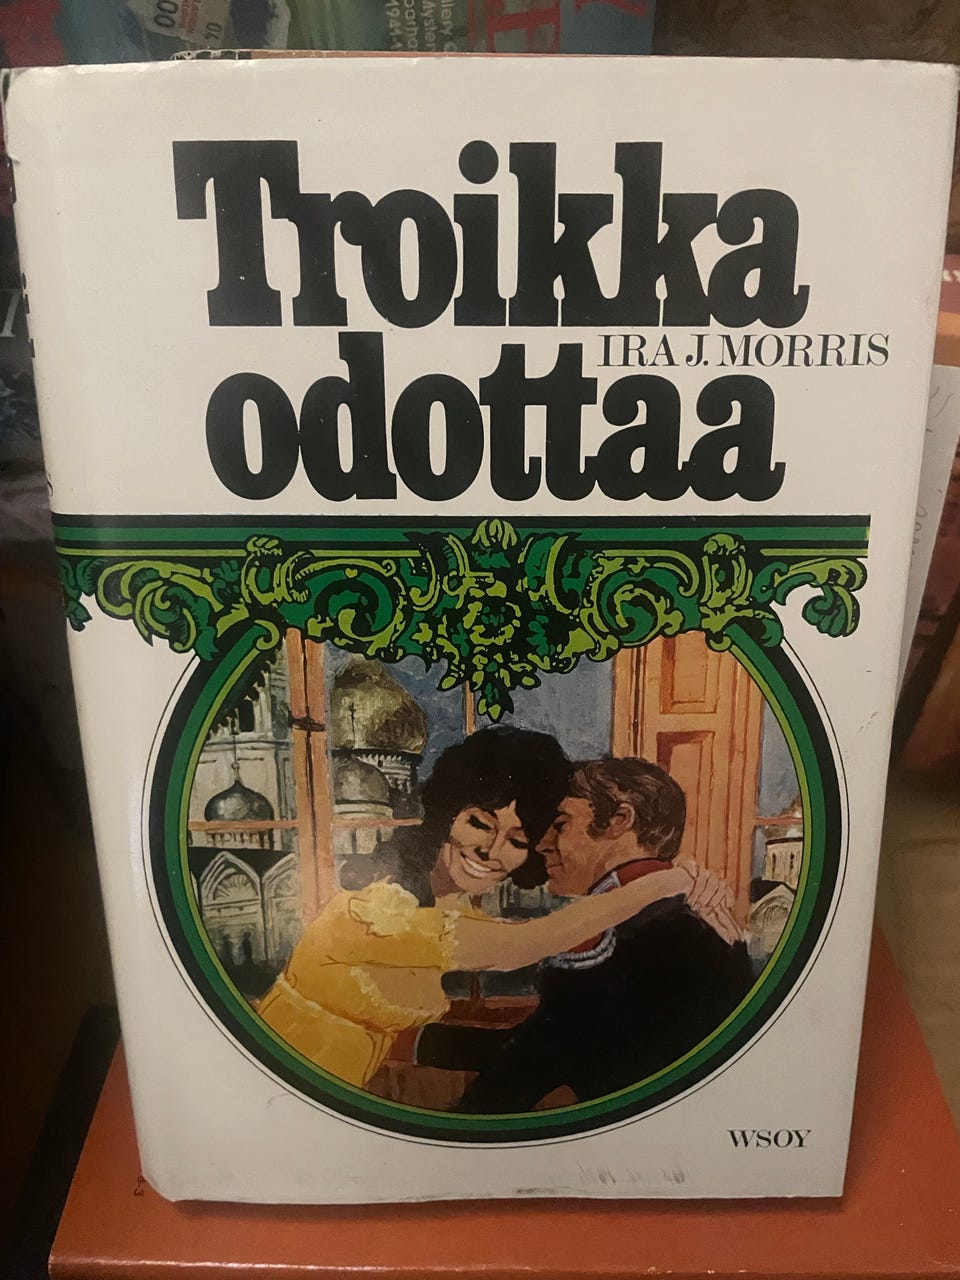 Troikka
IRA J. MORRIS
odottaa
WSOY